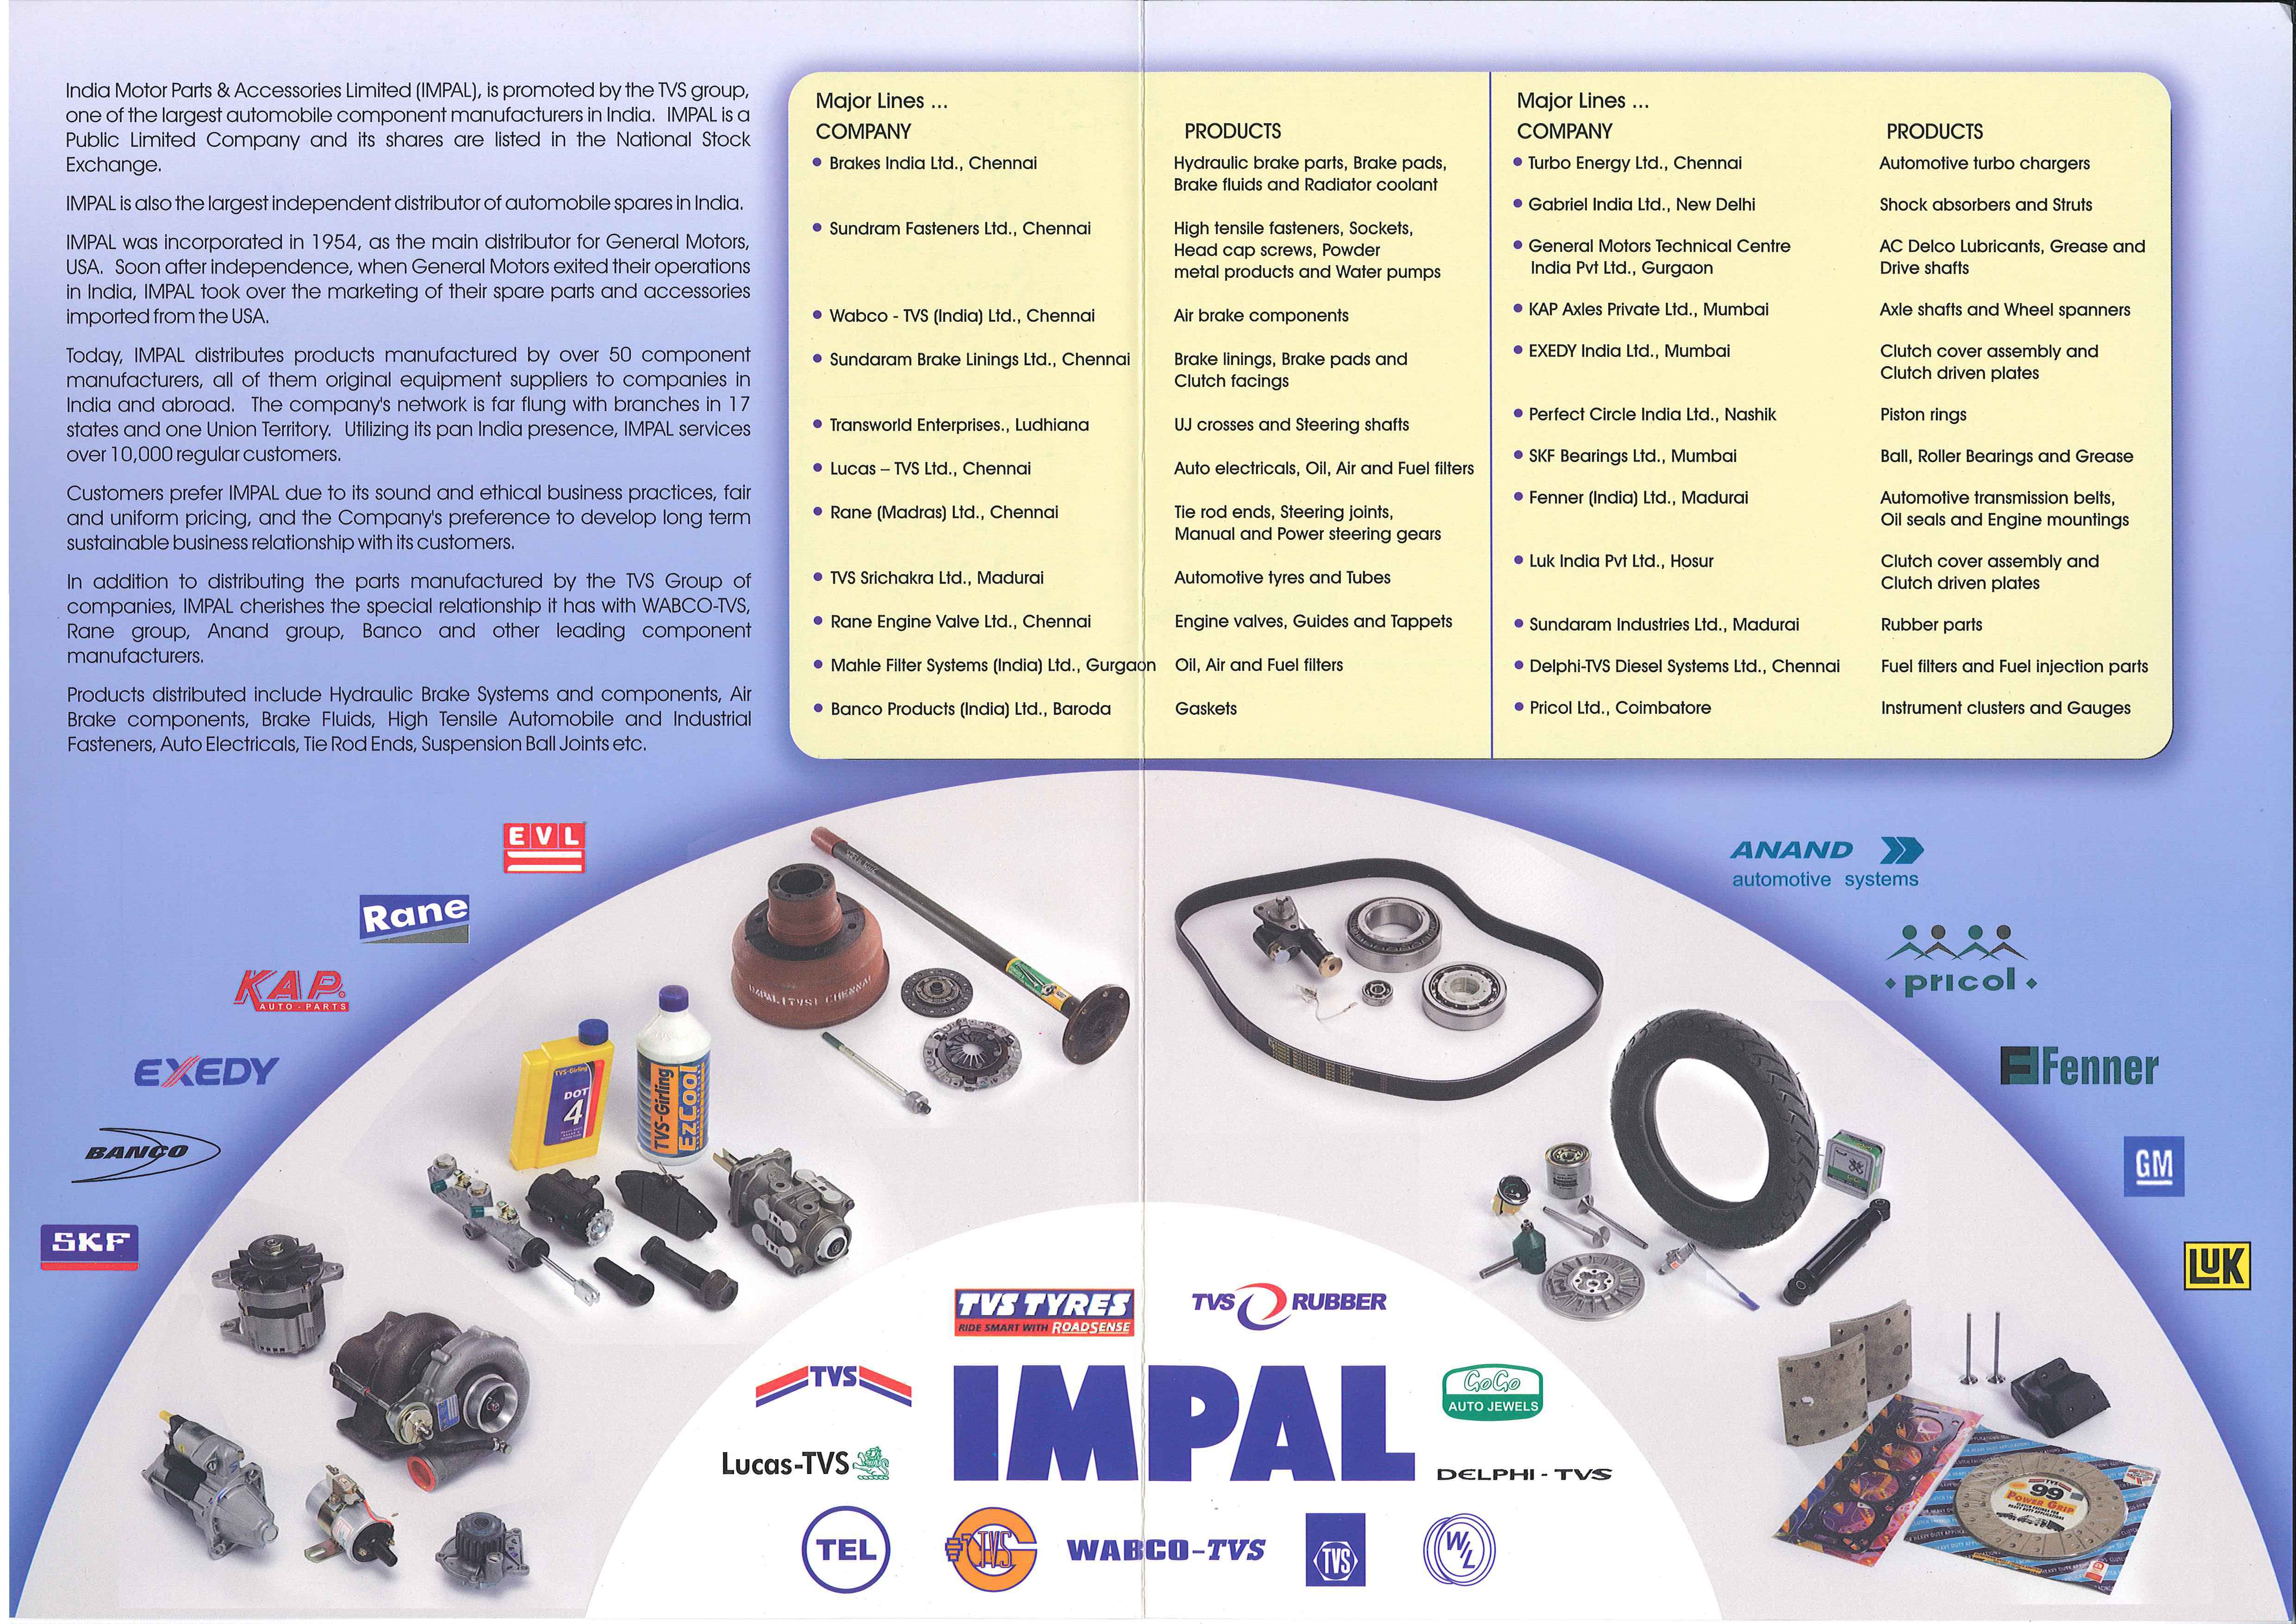 India Motor Parts & Accessories Limited (IMPAL), is promoted by the TVS group,
one of the largest automobile component manufacturers in India. IMPAL is a
Public Limited Company and its shares are listed in the National Stock
Exchange.
IMPAL is also the largest independent distributor of automobile spares in India.
IMPAL was incorporated in 1954, as the main distributor for General Motors,
USA. Soon after independence, when General Motors exited their operations
in India, IMPAL took over the marketing of their spare parts and accessories
imported from the USA.
Today, IMPAL distributes products manufactured by over 50 component
manufacturers, all of them original equipment suppliers to companies in
India and abroad. The company's network is far flung with branches in 17
states and one Union Territory. Utilizing its pan India presence, IMPAL services
over 10,000 regular customers.
Customers prefer IMPAL due to its sound and ethical business practices, fair
and uniform pricing, and the Company's preference to develop long term
sustainable business relationship with its customers.
In addition to distributing the parts manufactured by the TVS Group of
companies, IMPAL cherishes the special relationship it has with WABCO-TVS,
Rane group, Anand group, Banco and other leading component
manufacturers.
Products distributed include Hydraulic Brake Systems and components, Air
Brake components, Brake Fluids, High Tensile Automobile and Industrial
Fasteners, Auto Electricals, Tie Rod Ends, Suspension Ball Joints etc.
Major Lines ...
COMPANY PRODUCTS
• Brakes India Ltd., Chennai Hydraulic brake parts, Brake pads,
Brake fluids and Radiator coolant
• Sundram Fasteners Ltd., Chennai High tensile fasteners, Sockets,
Head cap screws, Powder
metal products and Water pumps
• Wabco - TVS (India) Ltd., Chennai Air brake components
• Sundaram Brake Linings Ltd., Chennai Brake linings, Brake pads and
Clutch facings
• Transworld Enterprises., Ludhiana UJ crosses and Steering shafts
• Lucas – TVS Ltd., Chennai Auto electricals, Oil, Air and Fuel filters
• Rane (Madras) Ltd., Chennai Tie rod ends, Steering joints,
Manual and Power steering gears
• TVS Srichakra Ltd., Madurai Automotive tyres and Tubes
• Rane Engine Valve Ltd., Chennai Engine valves, Guides and Tappets
• Mahle Filter Systems (India) Ltd., Gurgaon Oil, Air and Fuel filters
• Banco Products (India) Ltd., Baroda Gaskets
Major Lines ...
COMPANY PRODUCTS
• Turbo Energy Ltd., Chennai Automotive turbo chargers
• Gabriel India Ltd., New Delhi Shock absorbers and Struts
• General Motors Technical Centre AC Delco Lubricants, Grease and
India Pvt Ltd., Gurgaon Drive shafts
• KAP Axles Private Ltd., Mumbai Axle shafts and Wheel spanners
• EXEDY India Ltd., Mumbai Clutch cover assembly and
Clutch driven plates
• Perfect Circle India Ltd., Nashik Piston rings
• SKF Bearings Ltd., Mumbai Ball, Roller Bearings and Grease
• Fenner (India) Ltd., Madurai Automotive transmission belts,
Oil seals and Engine mountings
• Luk India Pvt Ltd., Hosur Clutch cover assembly and
Clutch driven plates
• Sundaram Industries Ltd., Madurai Rubber parts
• Delphi-TVS Diesel Systems Ltd., Chennai Fuel filters and Fuel injection parts
• Pricol Ltd., Coimbatore Instrument clusters and Gauges
EVL
Rane
KAP.
AUTO - PARTS
EXEDY
BANCO
SKF
ANAND
automotive systems
pricol
Fenner
GM
LUK
IMPAL (TVS) CHENNAI
TVS-Girling
DOT
4
TVS-Girling
EzCool
TVS TYRES
RIDE SMART WITH ROADSENSE
TVS RUBBER
TVS
IMPAL
GoGo
AUTO JEWELS
Lucas-TVS
DELPHI - TVS
TEL
TVS
WABCO-TVS
TVS
WL
TVS
99
POWER GRIP